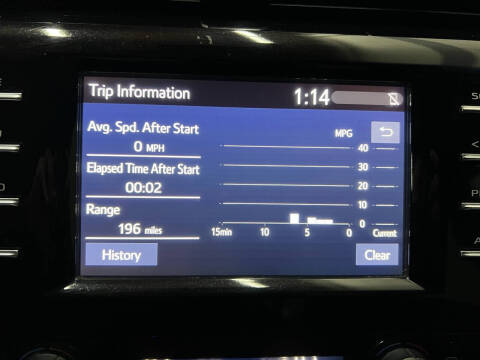 Trip Information
1:14
Avg. Spd. After Start
0 MPH
Elapsed Time After Start
00:02
Range
196 miles
MPG
40
30
20
10
0
15min 10 5 0 Current
History
Clear